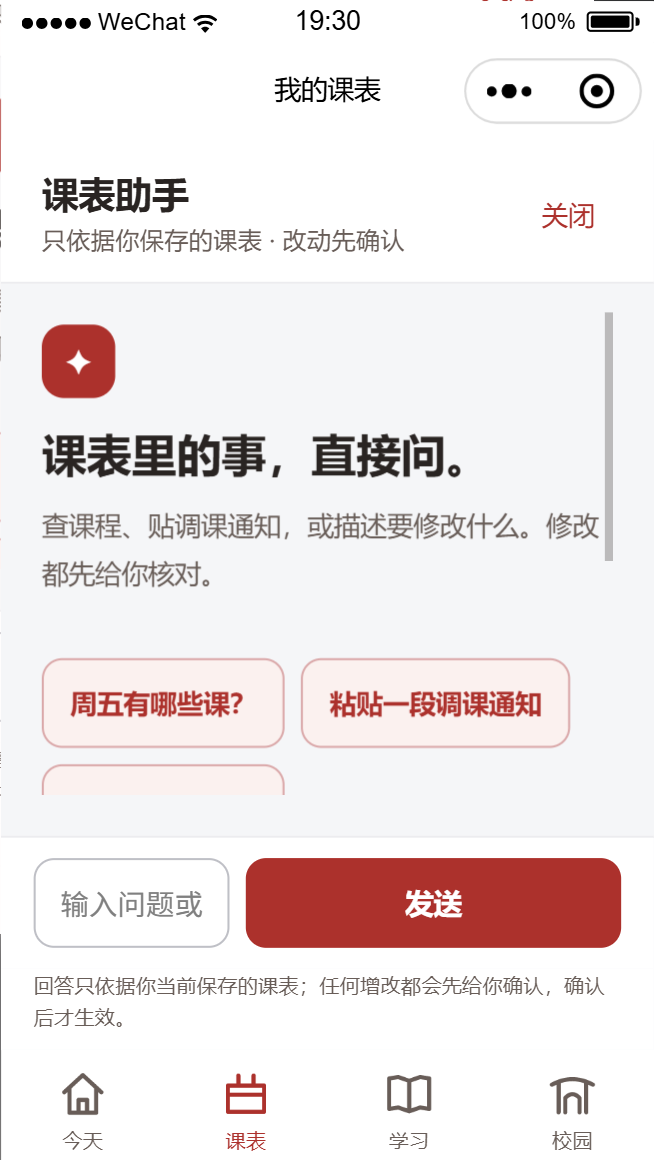 WeChat 19:30 100%
我的课表
课表助手
关闭
只依据你保存的课表 · 改动先确认
课表里的事，直接问。
查课程、贴调课通知，或描述要修改什么。修改
都先给你核对。
周五有哪些课？ 粘贴一段调课通知
输入问题或 发送
回答只依据你当前保存的课表；任何增改都会先给你确认，确认
后才生效。
今天 课表 学习 校园